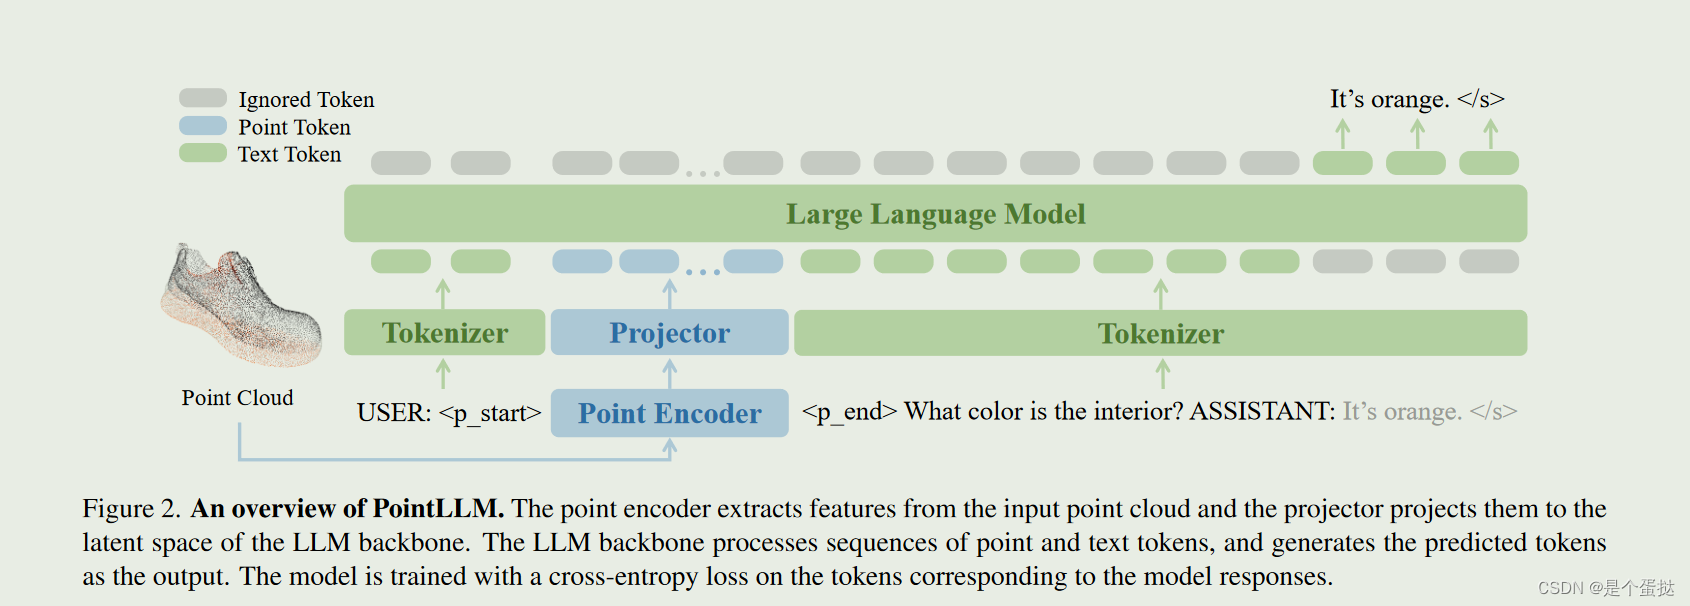 Ignored Token
Point Token
Text Token
It's orange. </s>
Large Language Model
Tokenizer
Projector
Tokenizer
Point Cloud
USER: <p_start>
Point Encoder
<p_end> What color is the interior? ASSISTANT: It's orange. </s>
Figure 2. An overview of PointLLM. The point encoder extracts features from the input point cloud and the projector projects them to the
latent space of the LLM backbone. The LLM backbone processes sequences of point and text tokens, and generates the predicted tokens
as the output. The model is trained with a cross-entropy loss on the tokens corresponding to the model responses.
CSDN @是个蛋挞